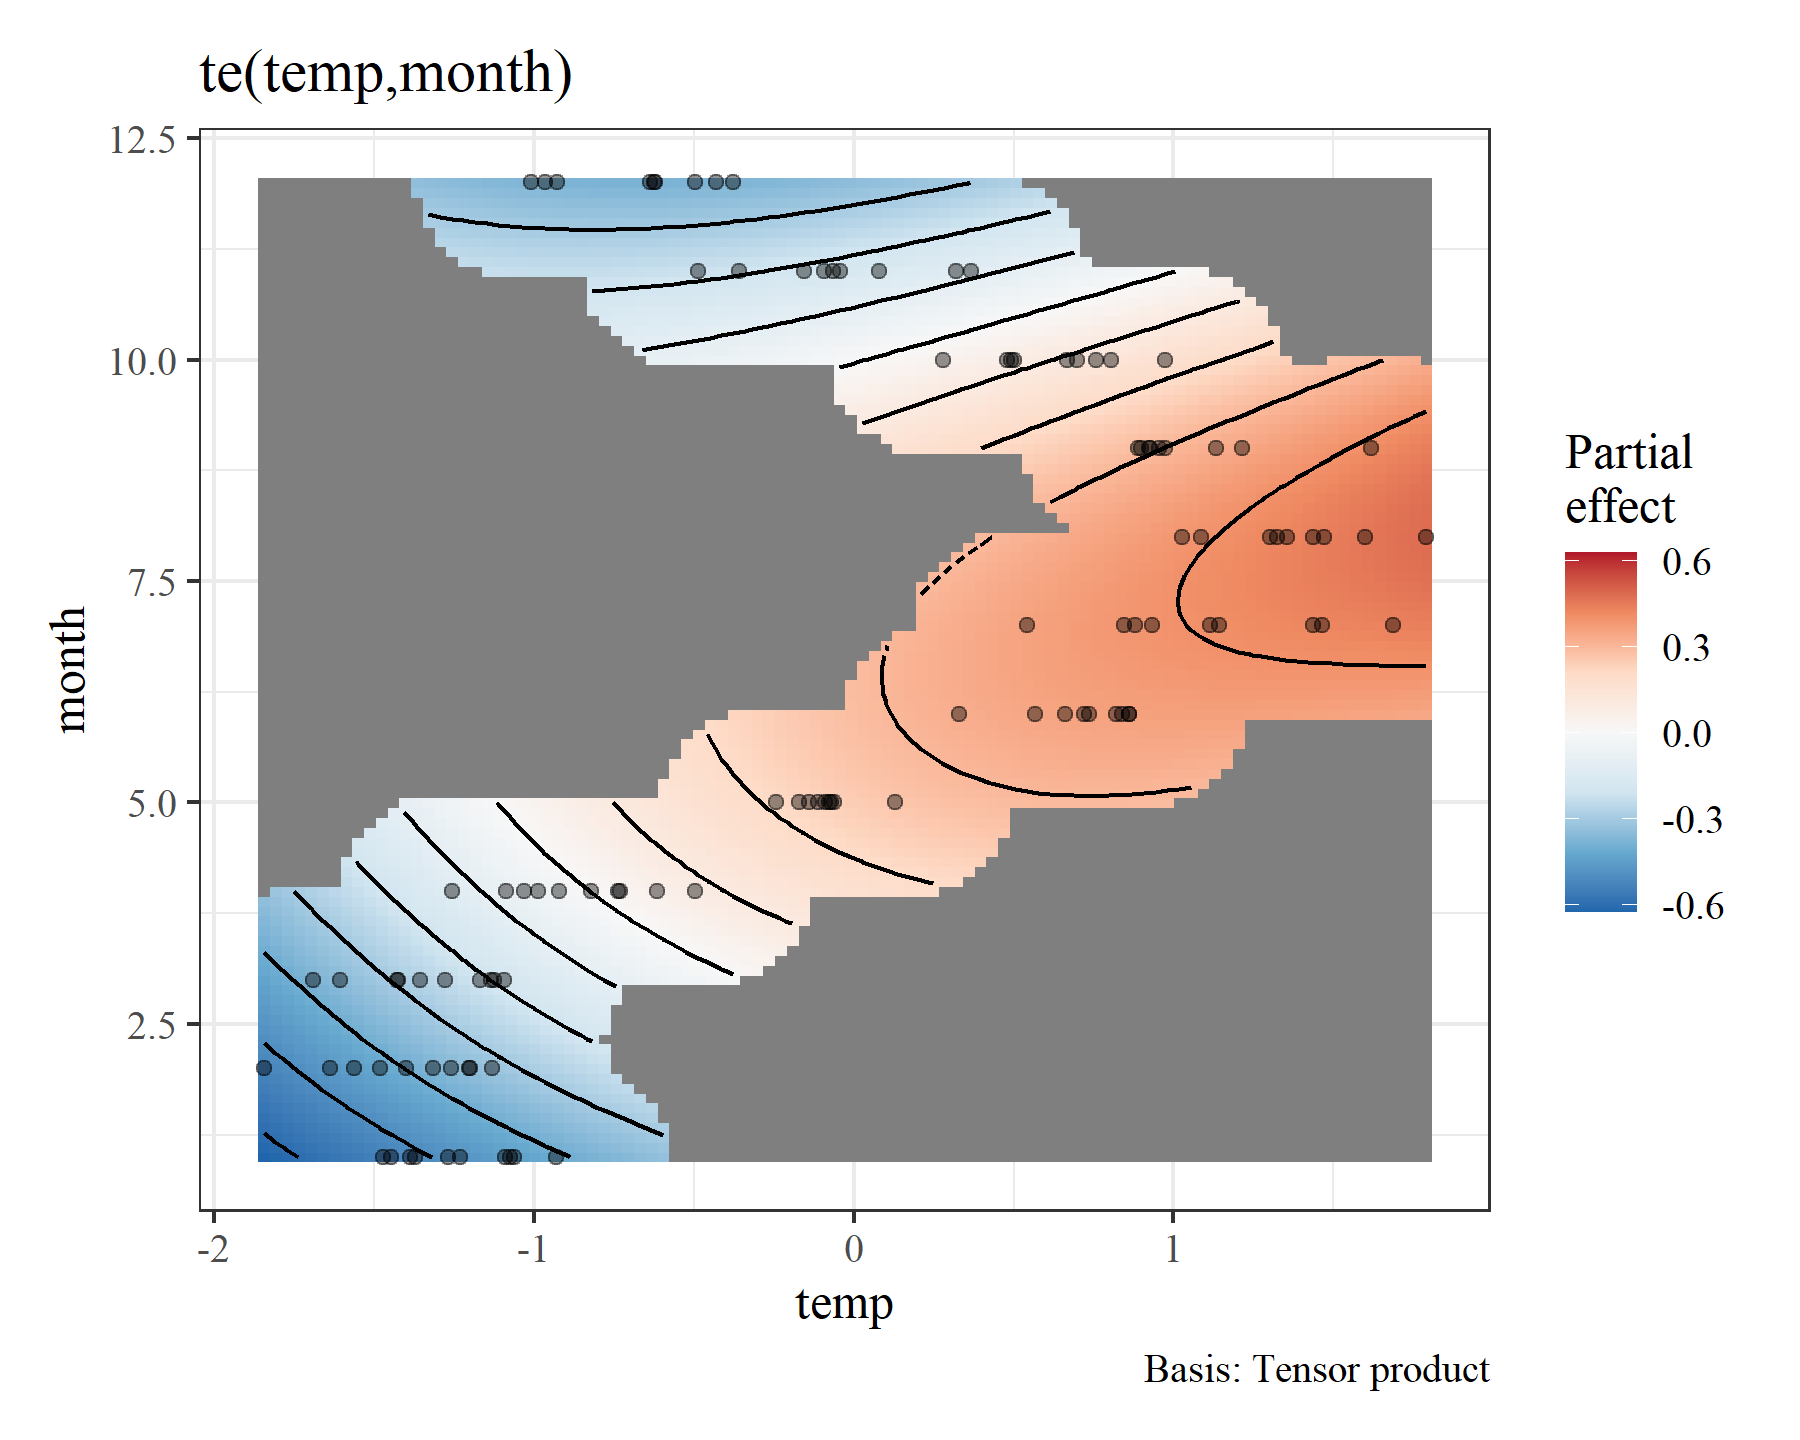 te(temp,month)
12.5
10.0
7.5
5.0
2.5
month
-2
-1
0
1
temp
Partial
effect
0.6
0.3
0.0
-0.3
-0.6
Basis: Tensor product